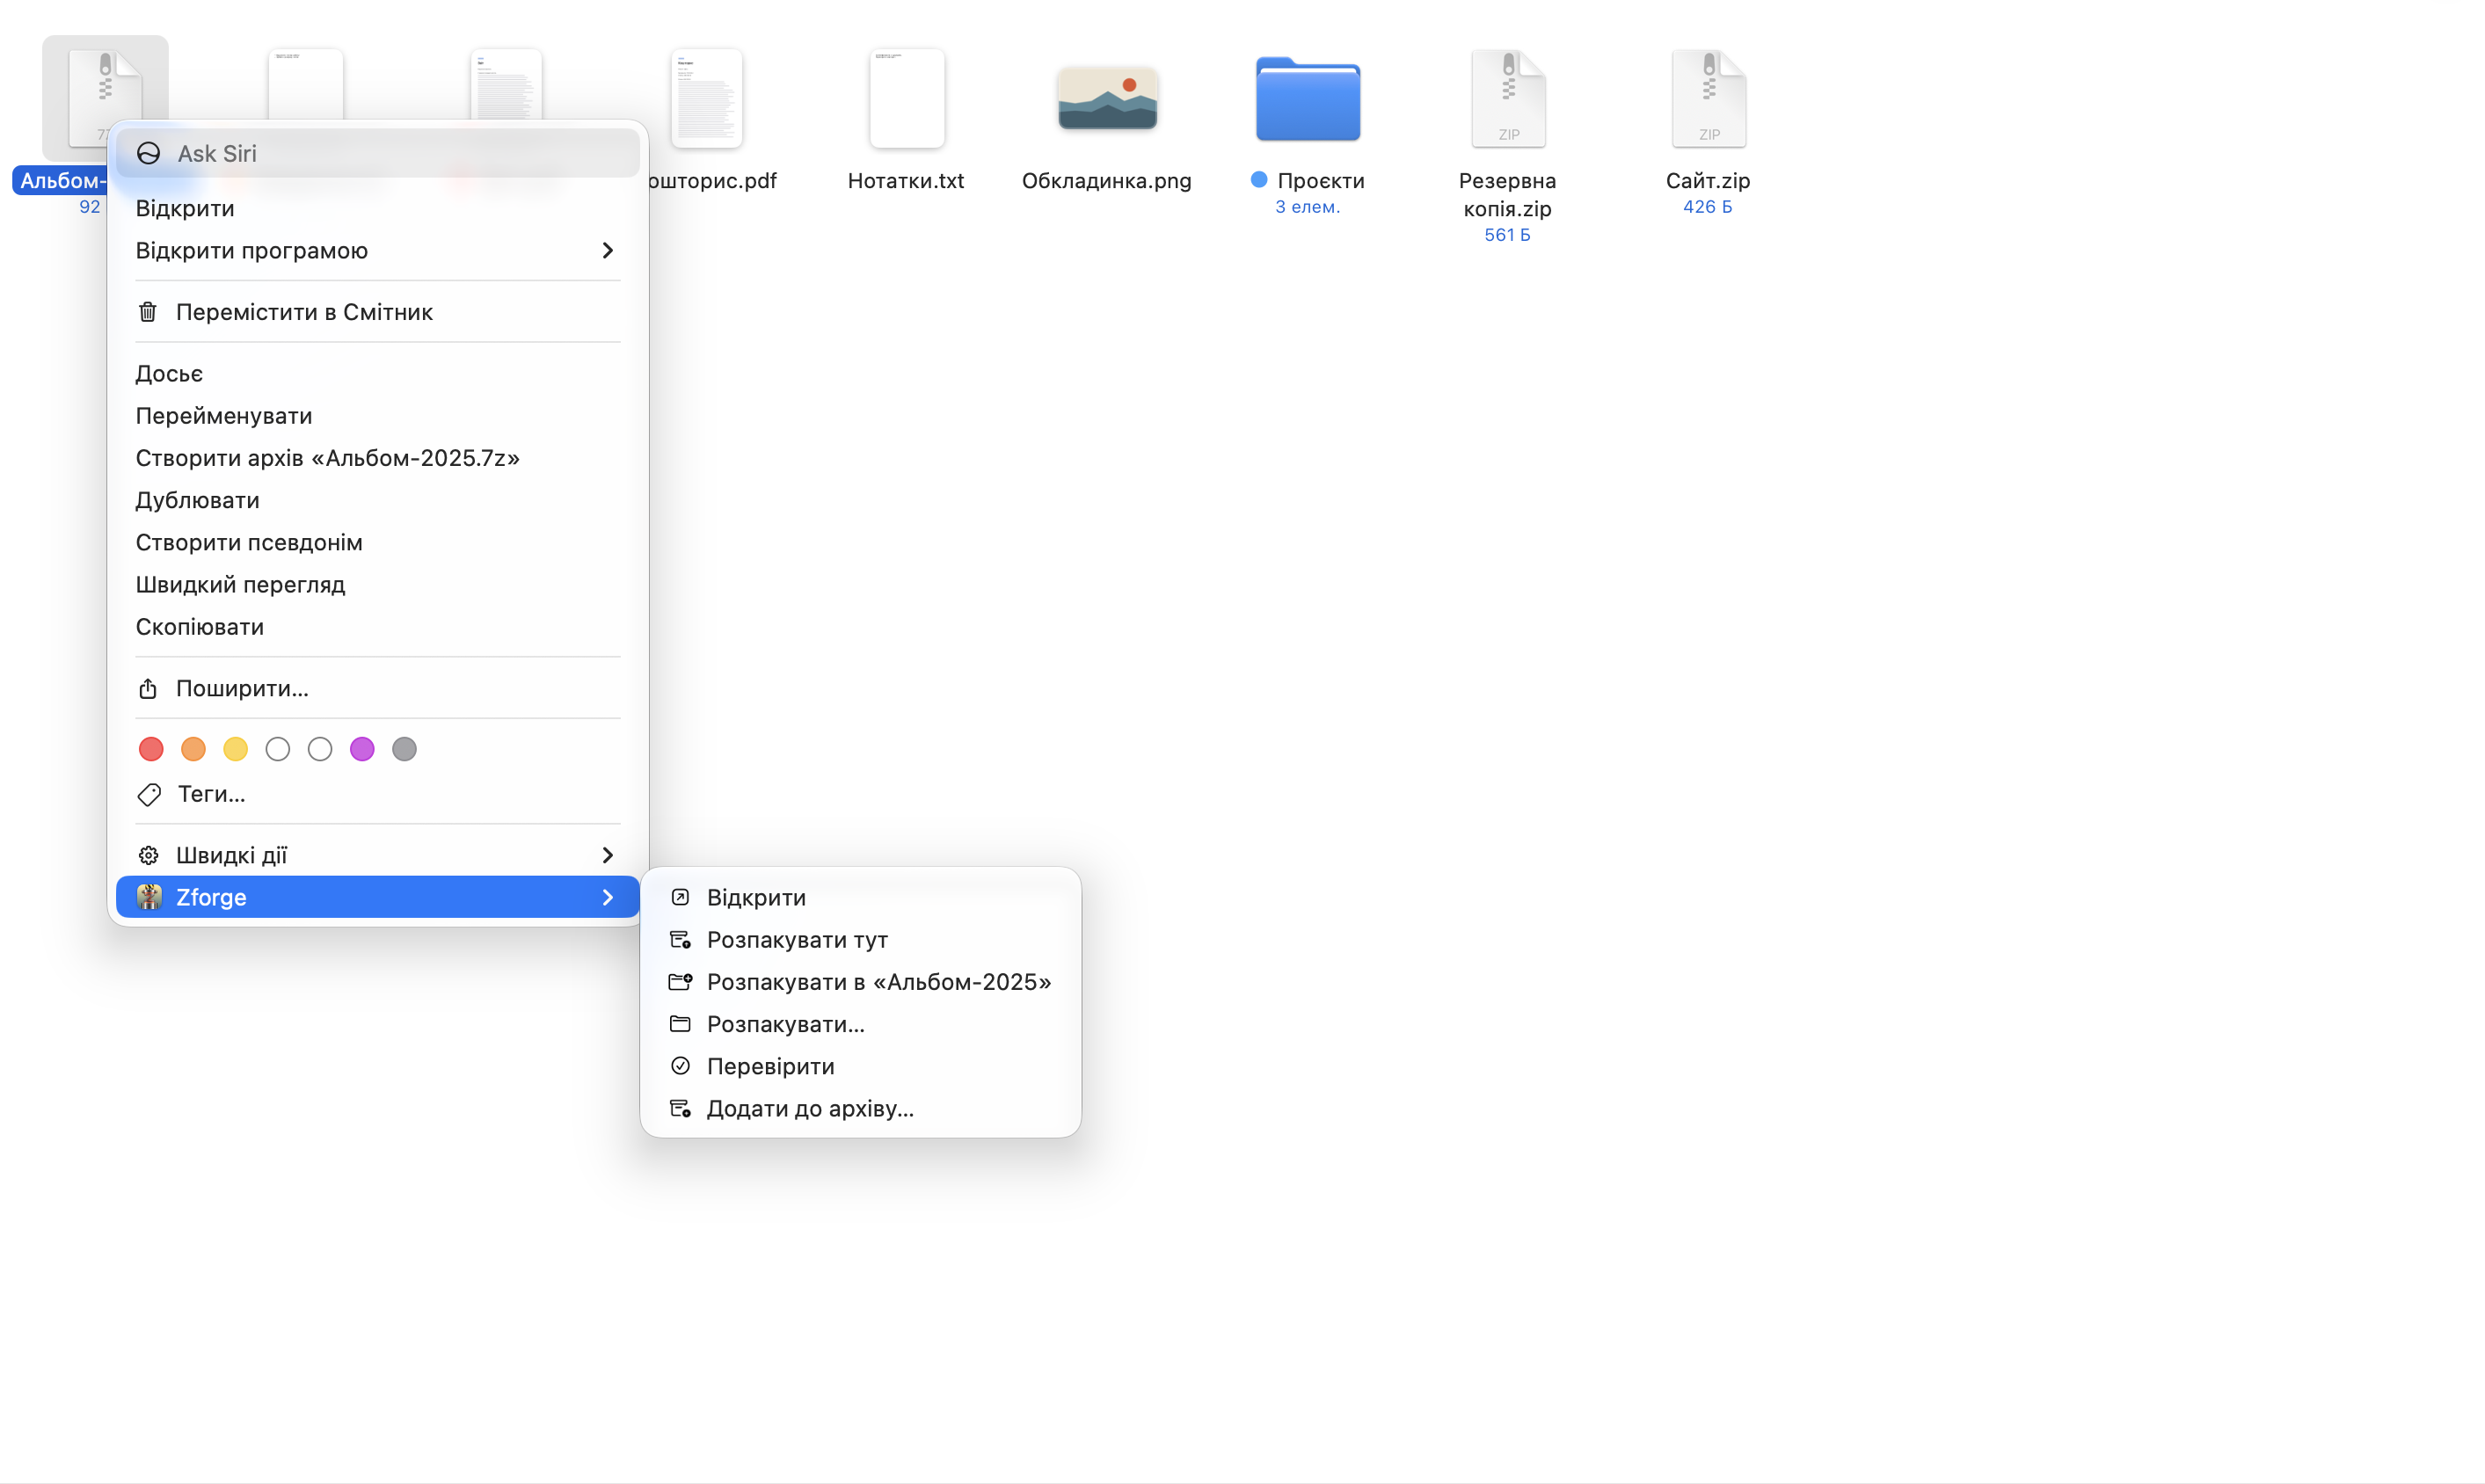 7Z
Альбом-
92
ошторис.pdf
Нотатки.txt
Обкладинка.png
Проєкти
3 елем.
ZIP
Резервна
копія.zip
561 Б
ZIP
Сайт.zip
426 Б
Ask Siri
Відкрити
Відкрити програмою
Перемістити в Смітник
Досьє
Перейменувати
Створити архів «Альбом-2025.7z»
Дублювати
Створити псевдонім
Швидкий перегляд
Скопіювати
Поширити...
Теги...
Швидкі дії
Zforge
Відкрити
Розпакувати тут
Розпакувати в «Альбом-2025»
Розпакувати...
Перевірити
Додати до архіву...